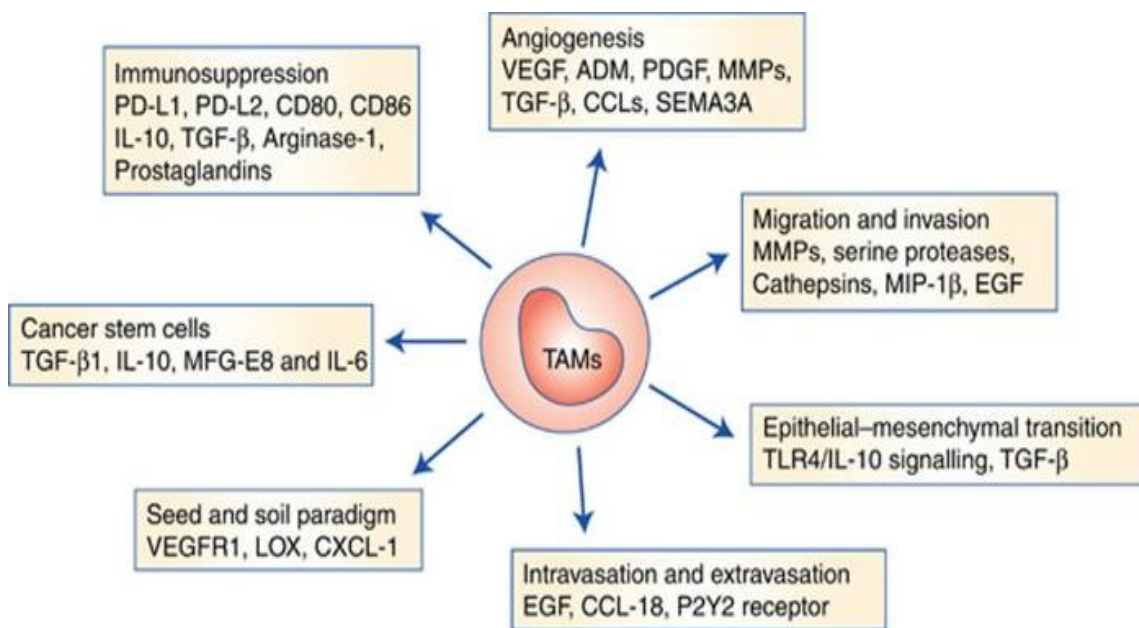 Angiogenesis
VEGF, ADM, PDGF, MMPs,
TGF-β, CCLs, SEMA3A
Immunosuppression
PD-L1, PD-L2, CD80, CD86
IL-10, TGF-β, Arginase-1,
Prostaglandins
Migration and invasion
MMPs, serine proteases,
Cathepsins, MIP-1β, EGF
Cancer stem cells
TGF-β1, IL-10, MFG-E8 and IL-6
TAMs
Epithelial–mesenchymal transition
TLR4/IL-10 signalling, TGF-β
Seed and soil paradigm
VEGFR1, LOX, CXCL-1
Intravasation and extravasation
EGF, CCL-18, P2Y2 receptor